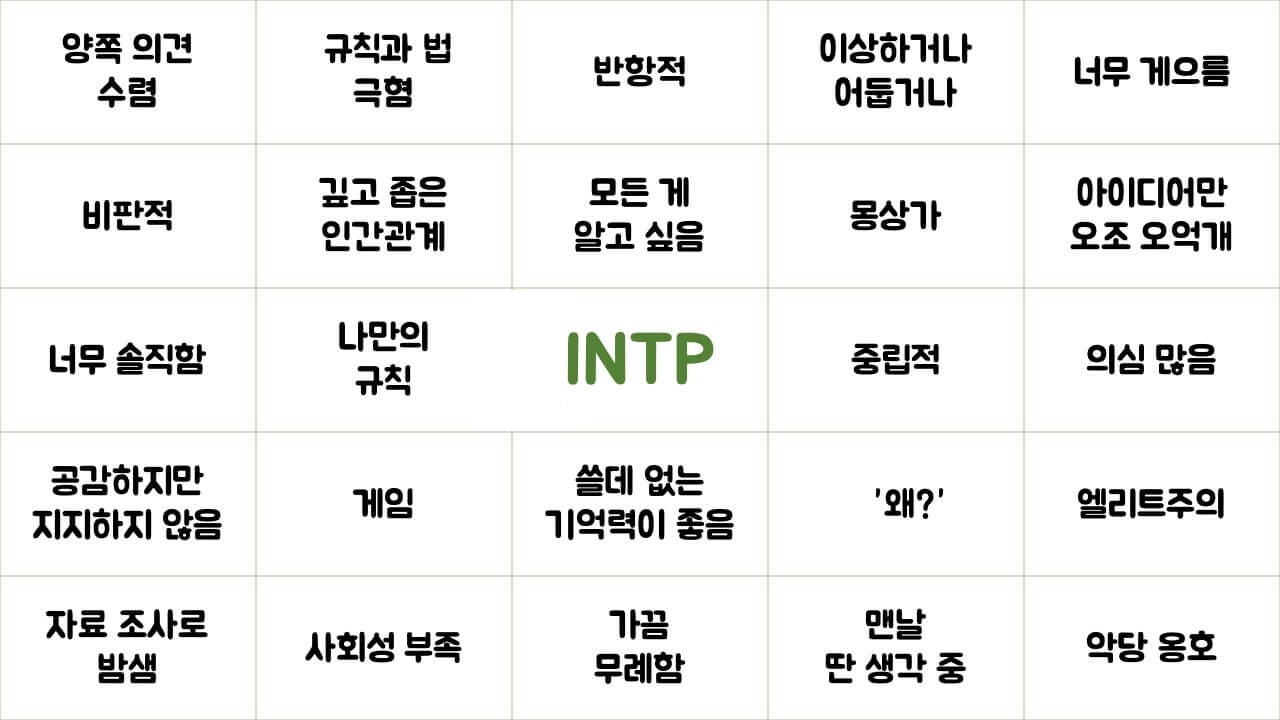 양쪽 의견
수렴
규칙과 법
극혐
반항적
이상하거나
어둡거나
너무 게으름
비판적
깊고 좁은
인간관계
모든 게
알고 싶음
몽상가
아이디어만
오조 오억개
너무 솔직함
나만의
규칙
INTP
중립적
의심 많음
공감하지만
지지하지 않음
게임
쓸데 없는
기억력이 좋음
'왜?'
엘리트주의
자료 조사로
밤샘
사회성 부족
가끔
무례함
맨날
딴 생각 중
악당 옹호